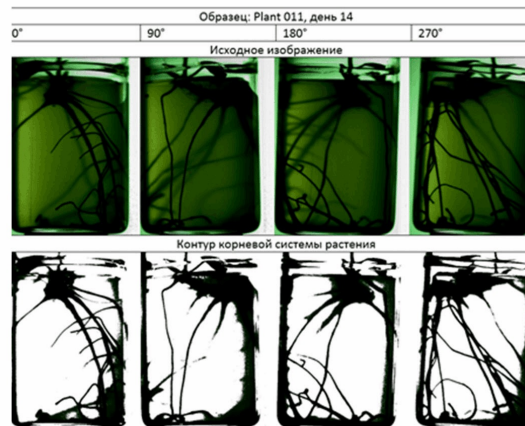 Образец: Plant 011, день 14
0° 90° 180° 270°
Исходное изображение
Контур корневой системы растения